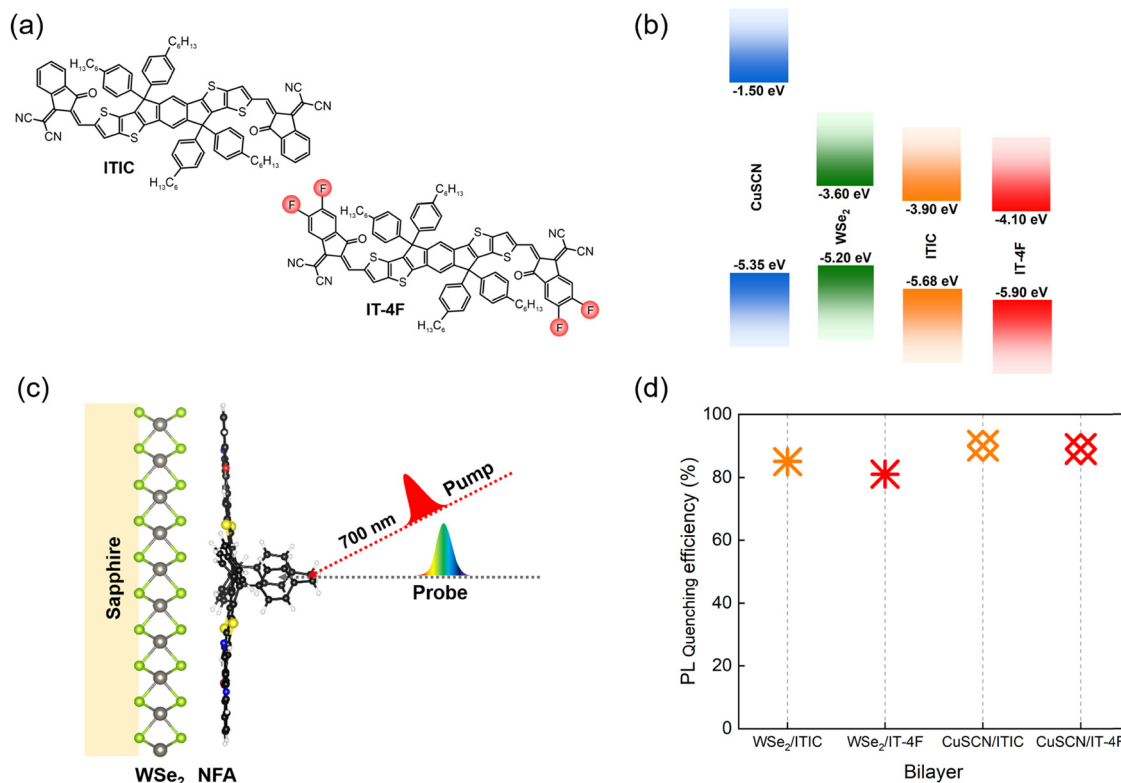 (a)
C₆H₁₃
H₁₃C₆
C₆H₁₃
O
S
S
CN
CN
CN
CN
S
S
O
C₆H₁₃
H₁₃C₆
ITIC
F
F
H₁₃C₆
C₆H₁₃
O
S
S
CN
CN
NC
CN
S
S
O
C₆H₁₃
H₁₃C₆
F
F
IT-4F
(b)
-1.50 eV
CuSCN
-5.35 eV
-3.60 eV
WSe₂
-5.20 eV
-3.90 eV
ITIC
-5.68 eV
-4.10 eV
IT-4F
-5.90 eV
(c)
Sapphire
700 nm
Pump
Probe
WSe₂ NFA
(d)
PL Quenching efficiency (%)
100
80
60
40
20
0
WSe₂/ITIC WSe₂/IT-4F CuSCN/ITIC CuSCN/IT-4F
Bilayer